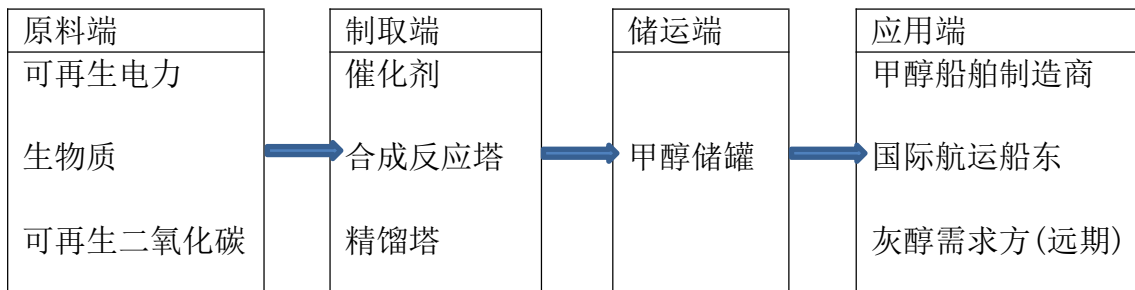 原料端
可再生电力
生物质
可再生二氧化碳
制取端
催化剂
合成反应塔
精馏塔
储运端
甲醇储罐
应用端
甲醇船舶制造商
国际航运船东
灰醇需求方(远期)